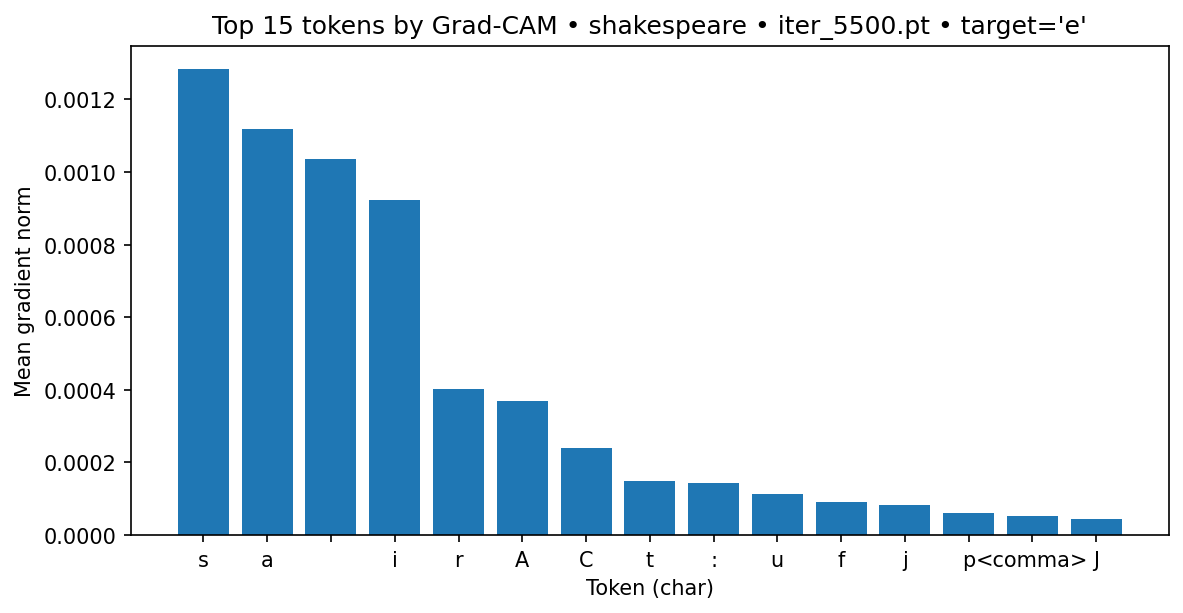 Top 15 tokens by Grad-CAM • shakespeare • iter_5500.pt • target='e'
Mean gradient norm
0.0012
0.0010
0.0008
0.0006
0.0004
0.0002
0.0000
s a i r A C t : u f j p <comma> J
Token (char)